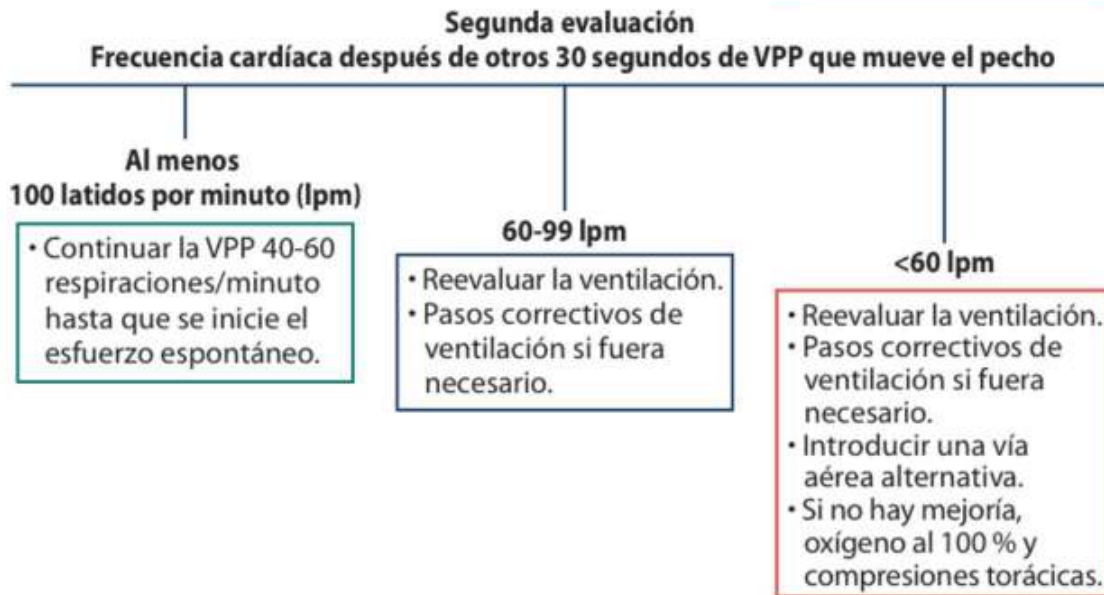 Segunda evaluación
Frecuencia cardíaca después de otros 30 segundos de VPP que mueve el pecho
Al menos
100 latidos por minuto (lpm)
• Continuar la VPP 40-60
respiraciones/minuto
hasta que se inicie el
esfuerzo espontáneo.
60-99 lpm
• Reevaluar la ventilación.
• Pasos correctivos de
ventilación si fuera
necesario.
<60 lpm
• Reevaluar la ventilación.
• Pasos correctivos de
ventilación si fuera
necesario.
• Introducir una vía
aérea alternativa.
• Si no hay mejoría,
oxígeno al 100 % y
compresiones torácicas.